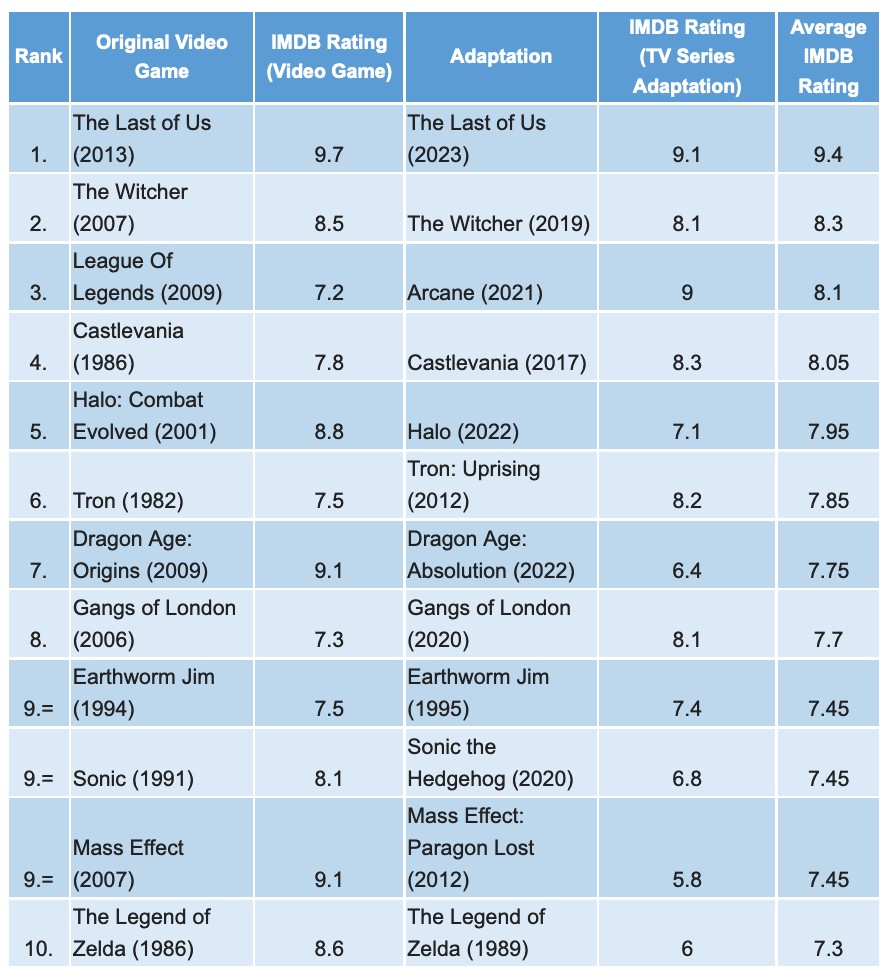 Rank
Original Video
Game
IMDB Rating
(Video Game)
Adaptation
IMDB Rating
(TV Series
Adaptation)
Average
IMDB
Rating
1.
The Last of Us
(2013)
9.7
The Last of Us
(2023)
9.1
9.4
2.
The Witcher
(2007)
8.5
The Witcher (2019)
8.1
8.3
3.
League Of
Legends (2009)
7.2
Arcane (2021)
9
8.1
4.
Castlevania
(1986)
7.8
Castlevania (2017)
8.3
8.05
5.
Halo: Combat
Evolved (2001)
8.8
Halo (2022)
7.1
7.95
6.
Tron (1982)
7.5
Tron: Uprising
(2012)
8.2
7.85
7.
Dragon Age:
Origins (2009)
9.1
Dragon Age:
Absolution (2022)
6.4
7.75
8.
Gangs of London
(2006)
7.3
Gangs of London
(2020)
8.1
7.7
9.=
Earthworm Jim
(1994)
7.5
Earthworm Jim
(1995)
7.4
7.45
9.=
Sonic (1991)
8.1
Sonic the
Hedgehog (2020)
6.8
7.45
9.=
Mass Effect
(2007)
9.1
Mass Effect:
Paragon Lost
(2012)
5.8
7.45
10.
The Legend of
Zelda (1986)
8.6
The Legend of
Zelda (1989)
6
7.3